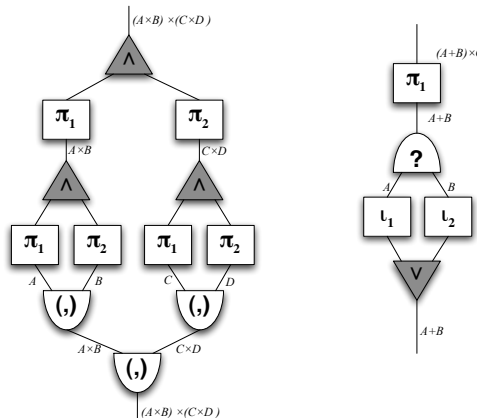 (A×B) ×(C×D )
∧
π1
π2
A×B
C×D
∧
∧
π1
π2
π1
π2
A
B
C
D
(,)
(,)
A×B
C×D
(,)
(A×B) ×(C×D )
(A+B)×
π1
A+B
?
A
B
ι1
ι2
∨
A+B